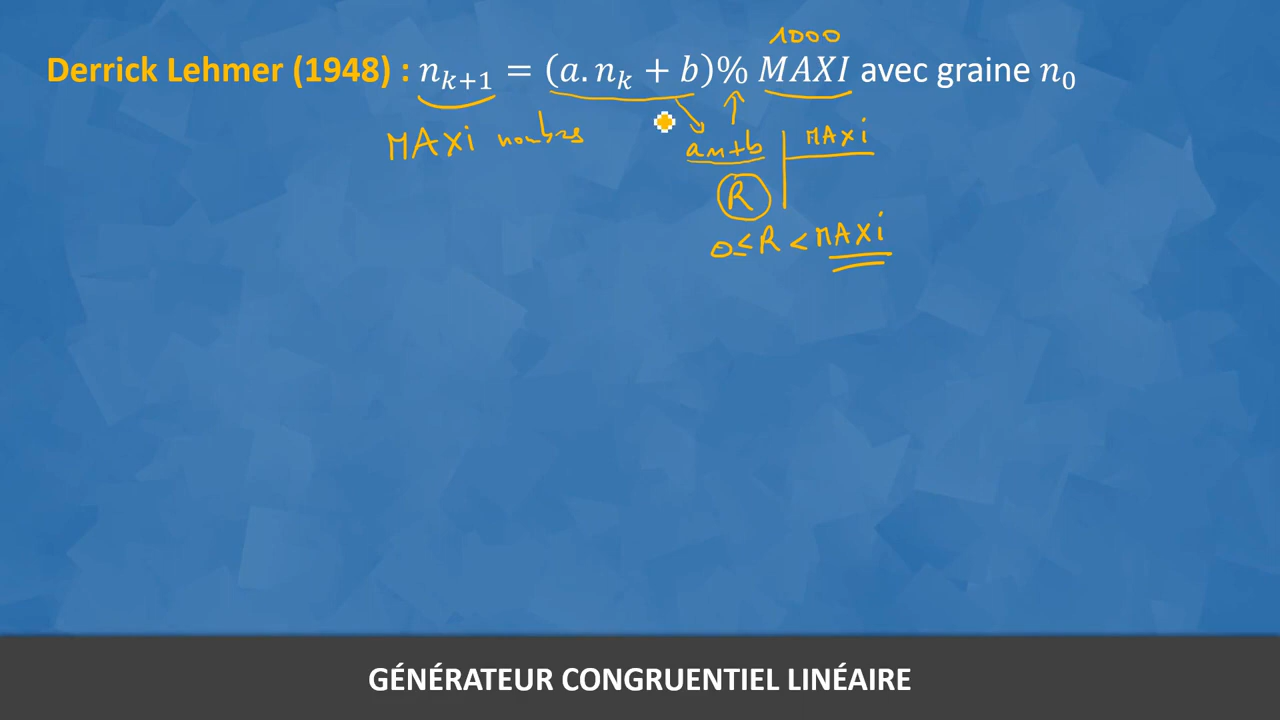 1000
Derrick Lehmer (1948) : n_{k+1} = (a.n_k + b)% MAXI avec graine n_0
MAXi nombres
an+b | MAXi
R
0 ≤ R < MAXi
GÉNÉRATEUR CONGRUENTIEL LINÉAIRE